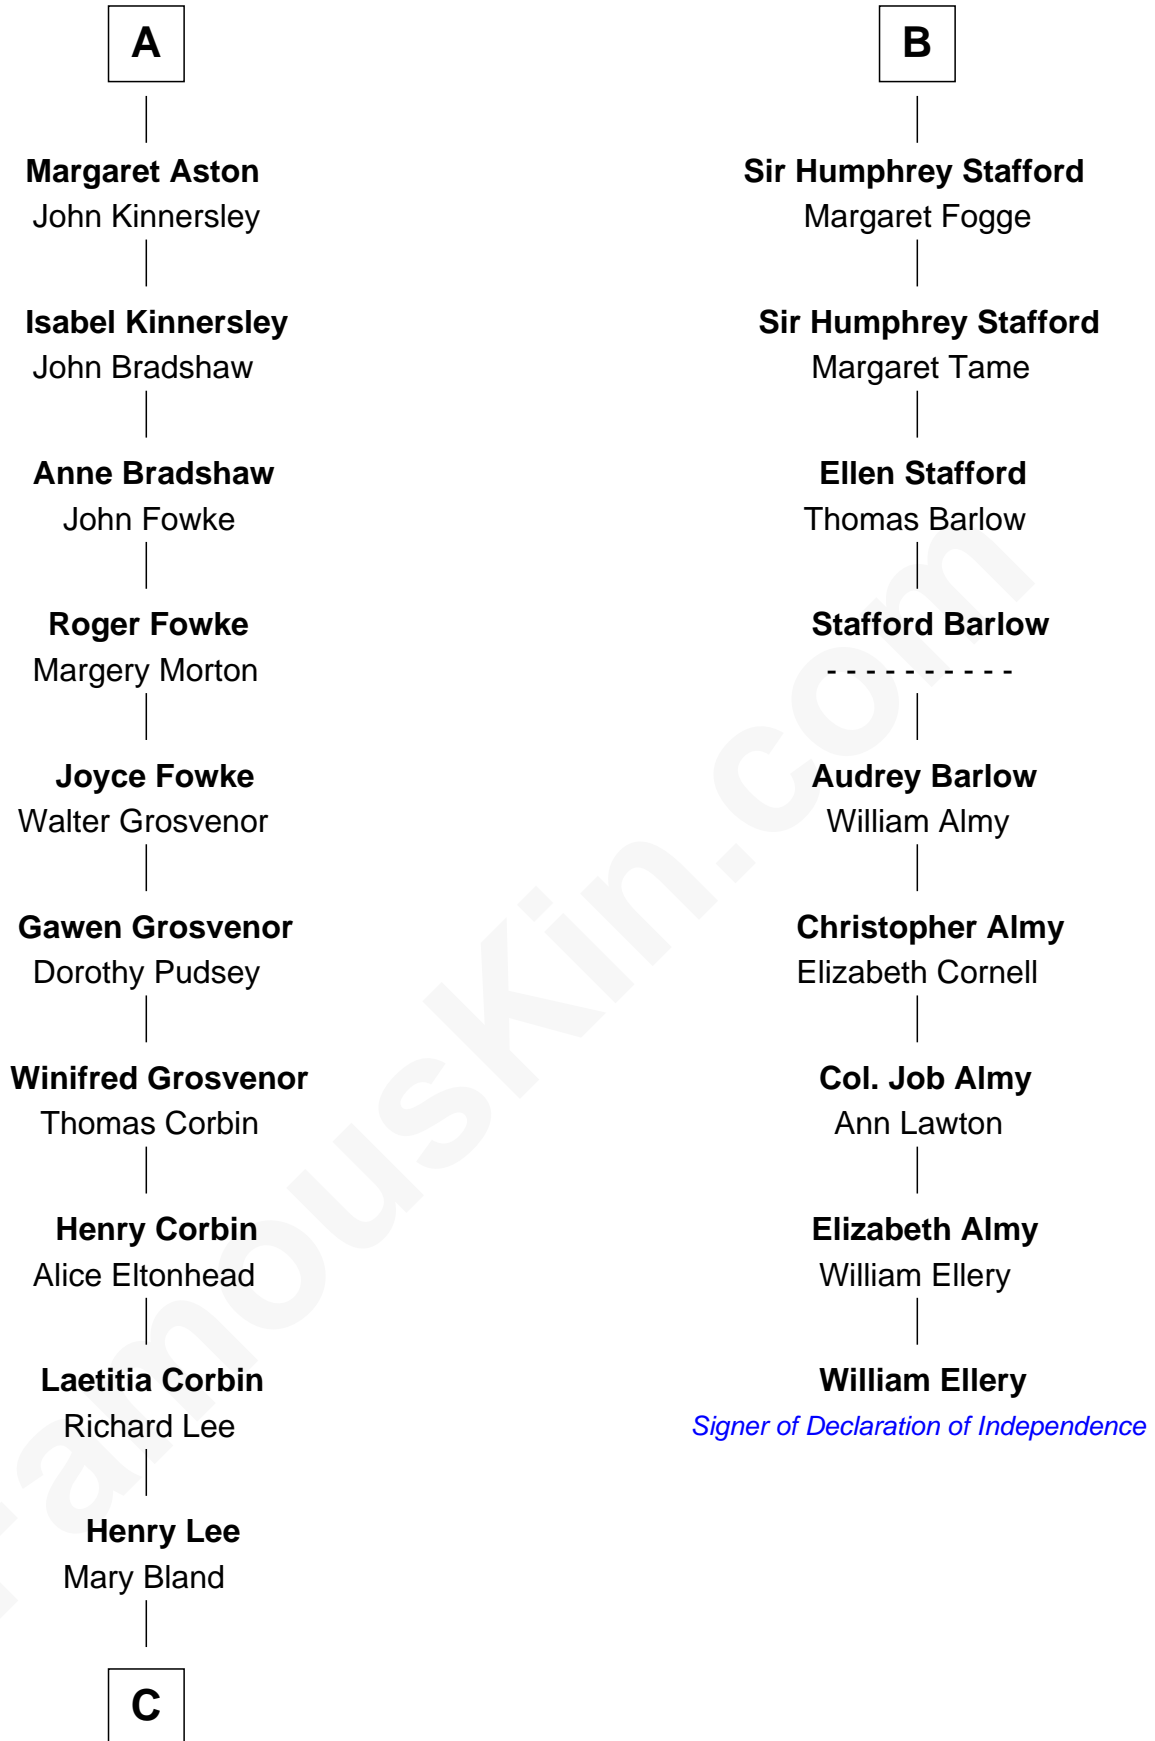 A
Margaret Aston
John Kinnersley
Isabel Kinnersley
John Bradshaw
Anne Bradshaw
John Fowke
Roger Fowke
Margery Morton
Joyce Fowke
Walter Grosvenor
Gawen Grosvenor
Dorothy Pudsey
Winifred Grosvenor
Thomas Corbin
Henry Corbin
Alice Eltonhead
Laetitia Corbin
Richard Lee
Henry Lee
Mary Bland
C
B
Sir Humphrey Stafford
Margaret Fogge
Sir Humphrey Stafford
Margaret Tame
Ellen Stafford
Thomas Barlow
Stafford Barlow
- - - - - - - - - -
Audrey Barlow
William Almy
Christopher Almy
Elizabeth Cornell
Col. Job Almy
Ann Lawton
Elizabeth Almy
William Ellery
William Ellery
Signer of Declaration of Independence
FamousKin.com